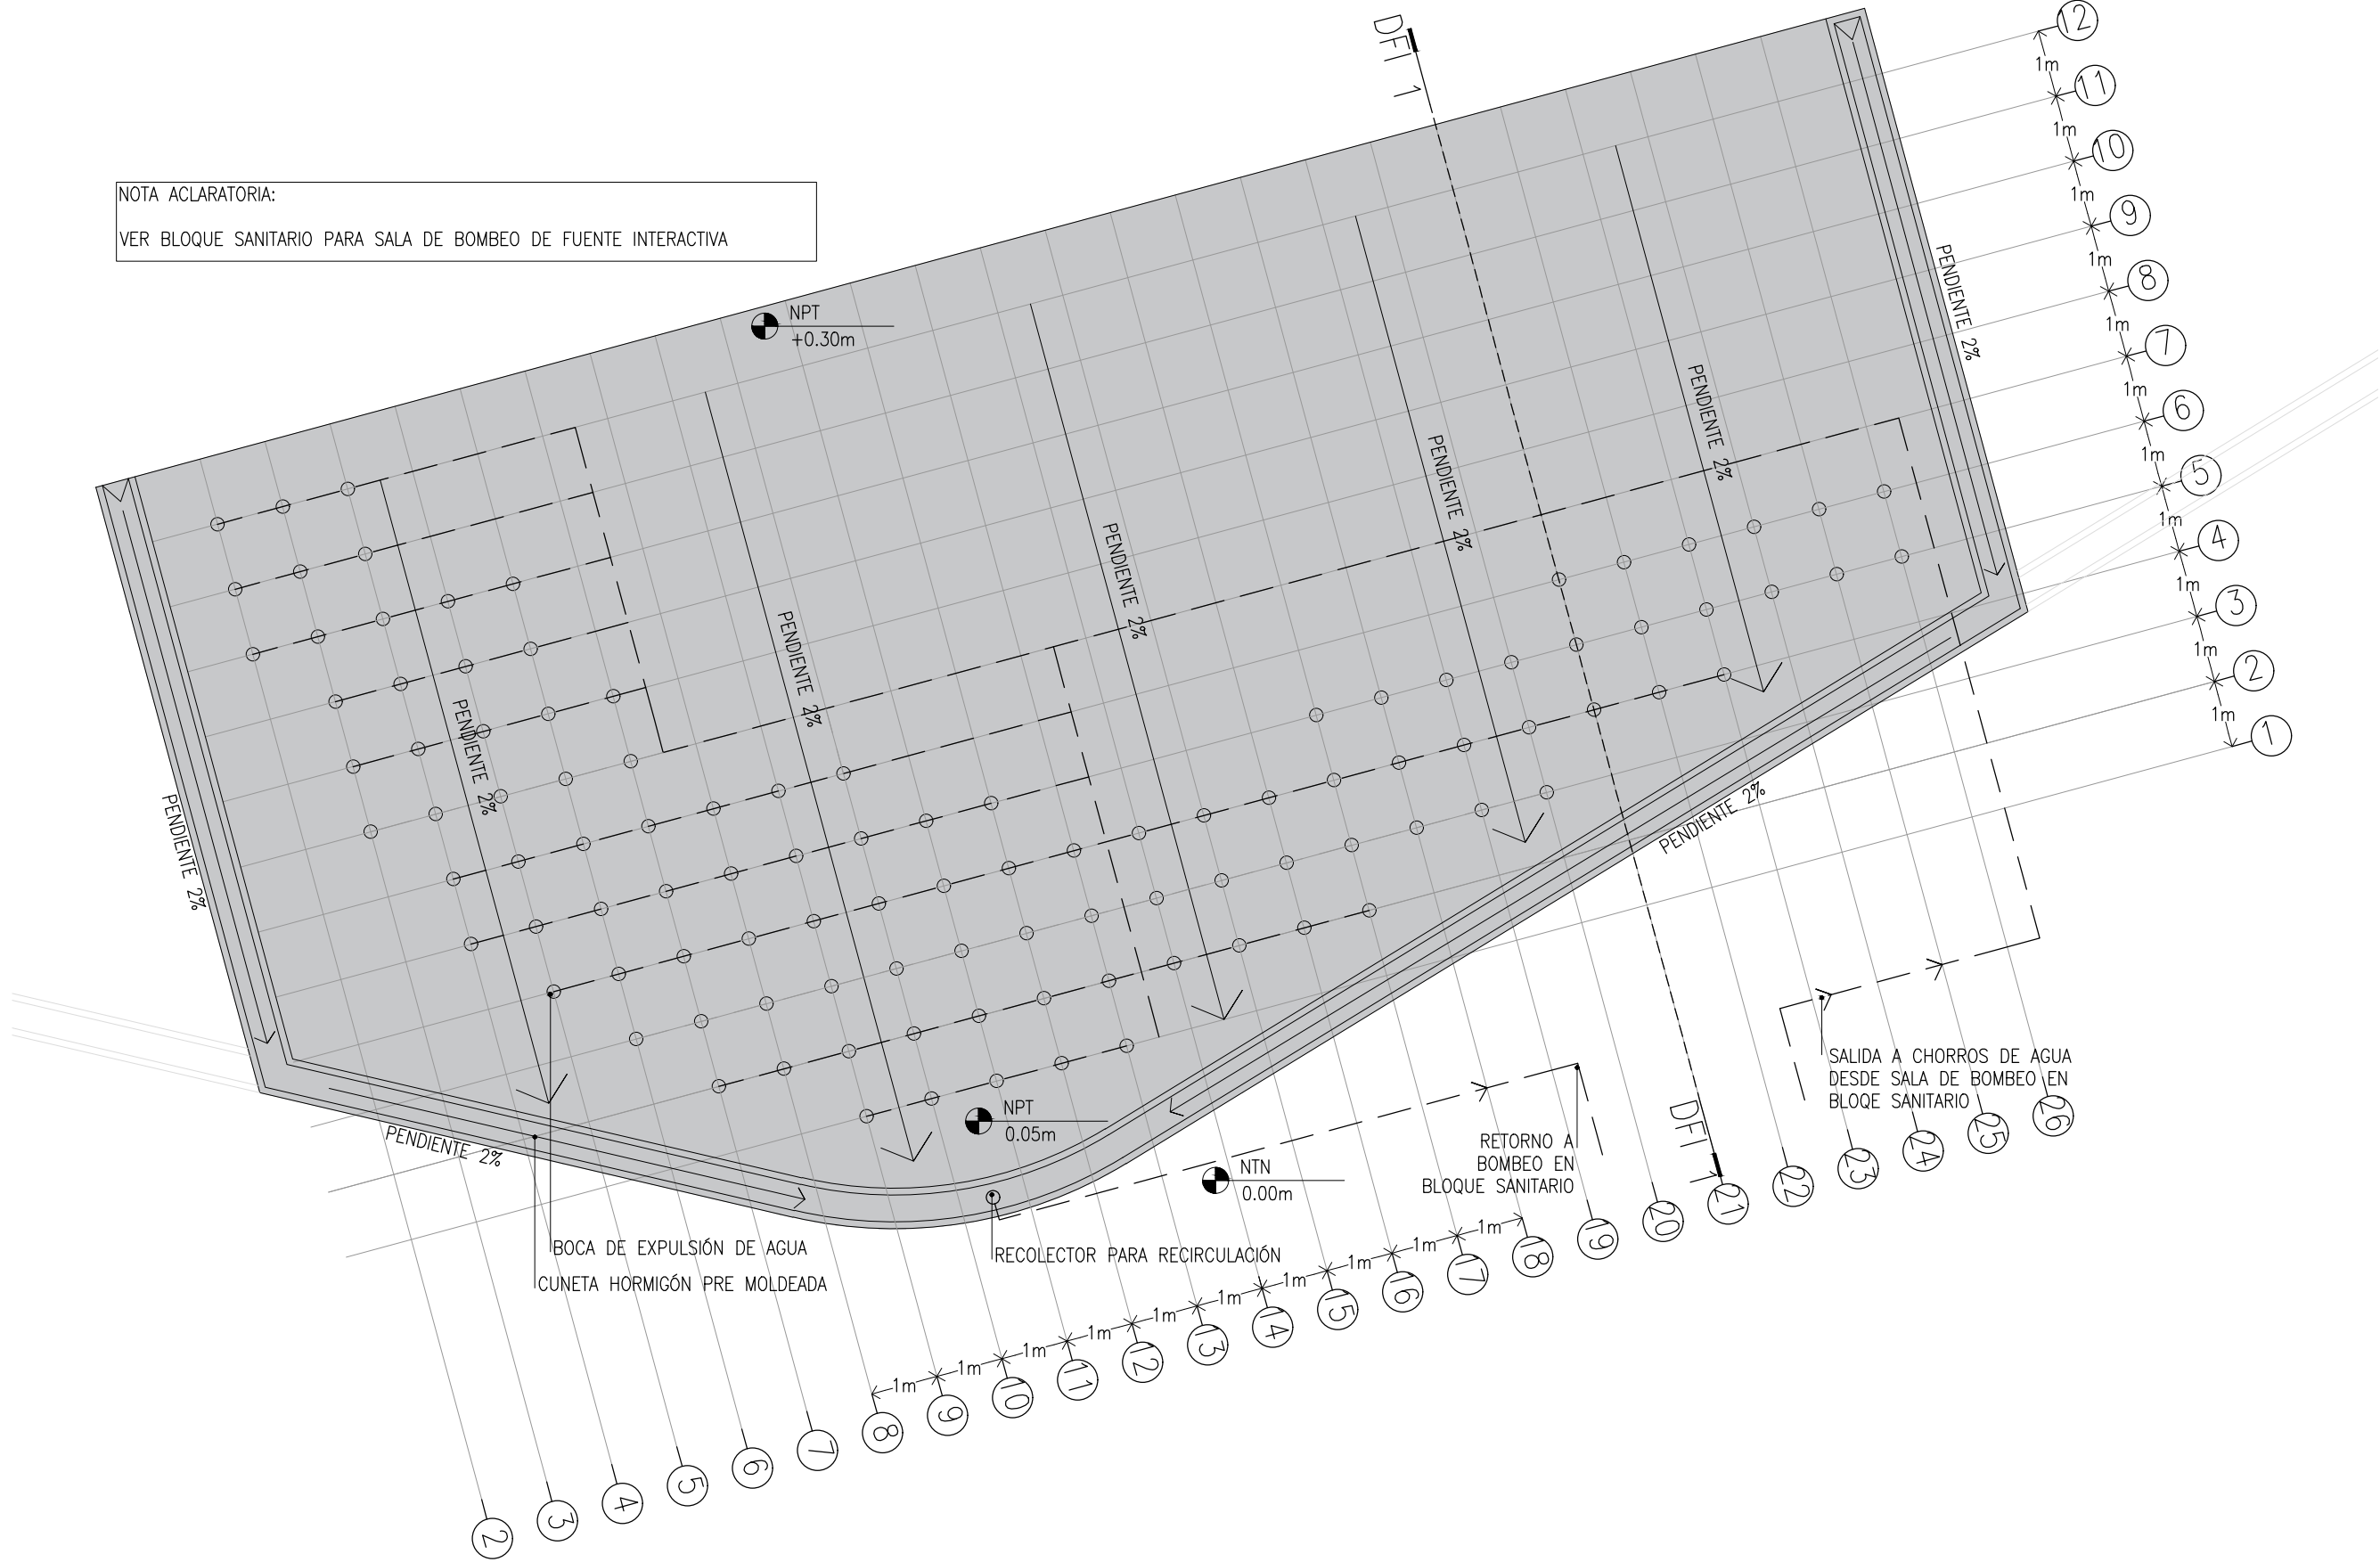 DFI 1
12
1m
11
1m
10
1m
9
1m
8
1m
7
1m
6
1m
5
1m
4
1m
3
1m
2
1m
1
NOTA ACLARATORIA:
VER BLOQUE SANITARIO PARA SALA DE BOMBEO DE FUENTE INTERACTIVA
NPT
+0.30m
PENDIENTE 2%
PENDIENTE 2%
PENDIENTE 2%
PENDIENTE 2%
PENDIENTE 2%
PENDIENTE 2%
PENDIENTE 2%
PENDIENTE 2%
PENDIENTE 2%
NPT
0.05m
NTN
0.00m
RETORNO A
BOMBEO EN
BLOQUE SANITARIO
SALIDA A CHORROS DE AGUA
DESDE SALA DE BOMBEO EN
BLOQE SANITARIO
DFI 1
BOCA DE EXPULSIÓN DE AGUA
CUNETA HORMIGÓN PRE MOLDEADA
RECOLECTOR PARA RECIRCULACIÓN
1m
1m
1m
1m
1m
1m
1m
1m
1m
1m
2
3
4
5
6
7
8
9
10
11
12
13
14
15
16
17
18
19
20
21
22
23
24
25
26